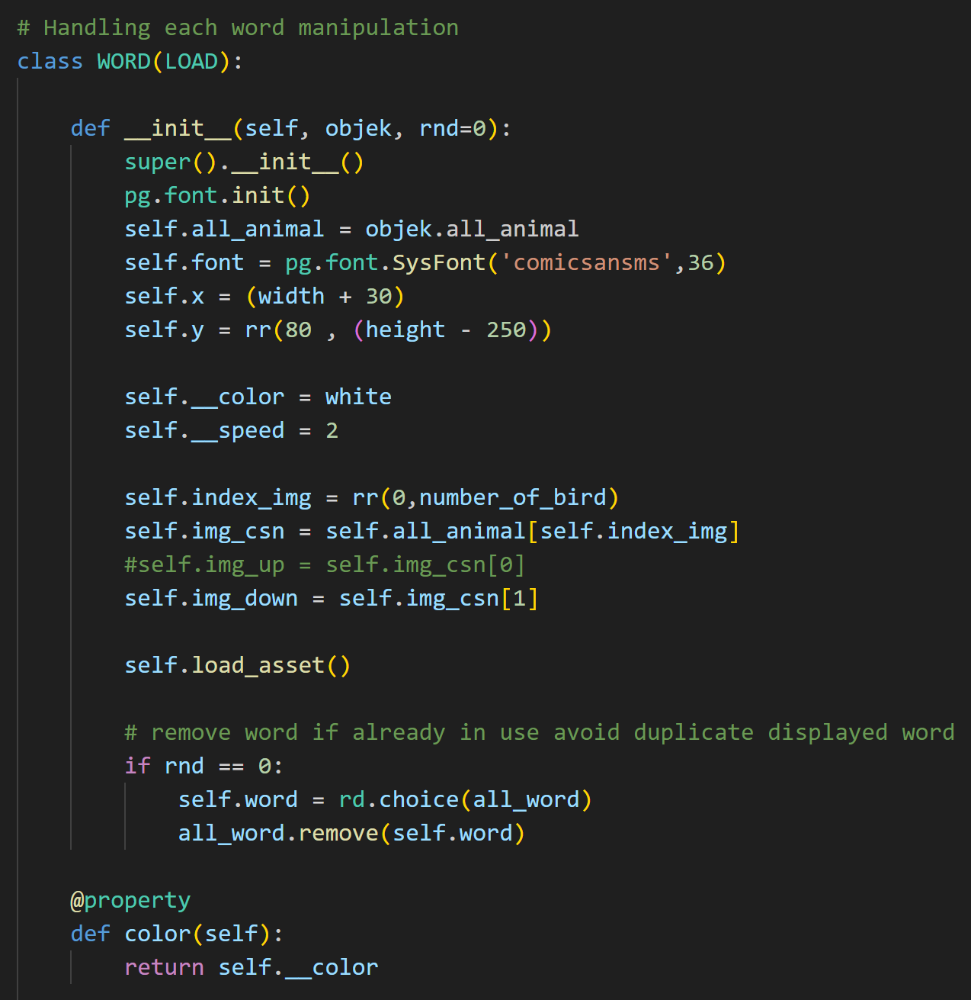 # Handling each word manipulation
class WORD(LOAD):
def __init__(self, objek, rnd=0):
super().__init__()
pg.font.init()
self.all_animal = objek.all_animal
self.font = pg.font.SysFont('comicsansms',36)
self.x = (width + 30)
self.y = rr(80 , (height - 250))
self.__color = white
self.__speed = 2
self.index_img = rr(0,number_of_bird)
self.img_csn = self.all_animal[self.index_img]
#self.img_up = self.img_csn[0]
self.img_down = self.img_csn[1]
self.load_asset()
# remove word if already in use avoid duplicate displayed word
if rnd == 0:
self.word = rd.choice(all_word)
all_word.remove(self.word)
@property
def color(self):
return self.__color